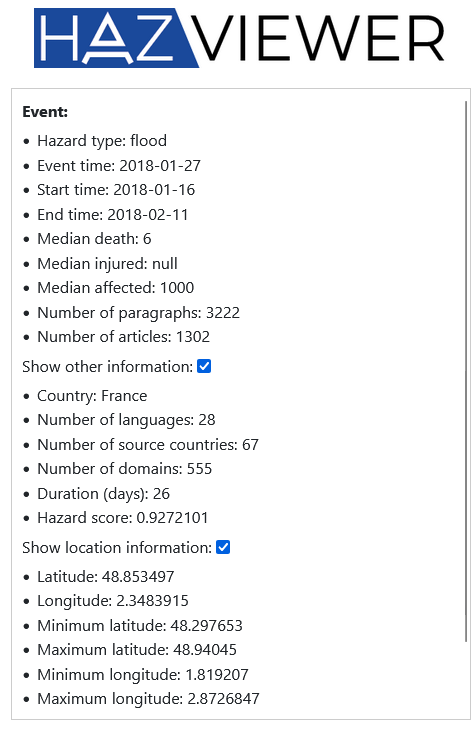 HAZVIEWER
Event:
• Hazard type: flood
• Event time: 2018-01-27
• Start time: 2018-01-16
• End time: 2018-02-11
• Median death: 6
• Median injured: null
• Median affected: 1000
• Number of paragraphs: 3222
• Number of articles: 1302
Show other information:
• Country: France
• Number of languages: 28
• Number of source countries: 67
• Number of domains: 555
• Duration (days): 26
• Hazard score: 0.9272101
Show location information:
• Latitude: 48.853497
• Longitude: 2.3483915
• Minimum latitude: 48.297653
• Maximum latitude: 48.94045
• Minimum longitude: 1.819207
• Maximum longitude: 2.8726847